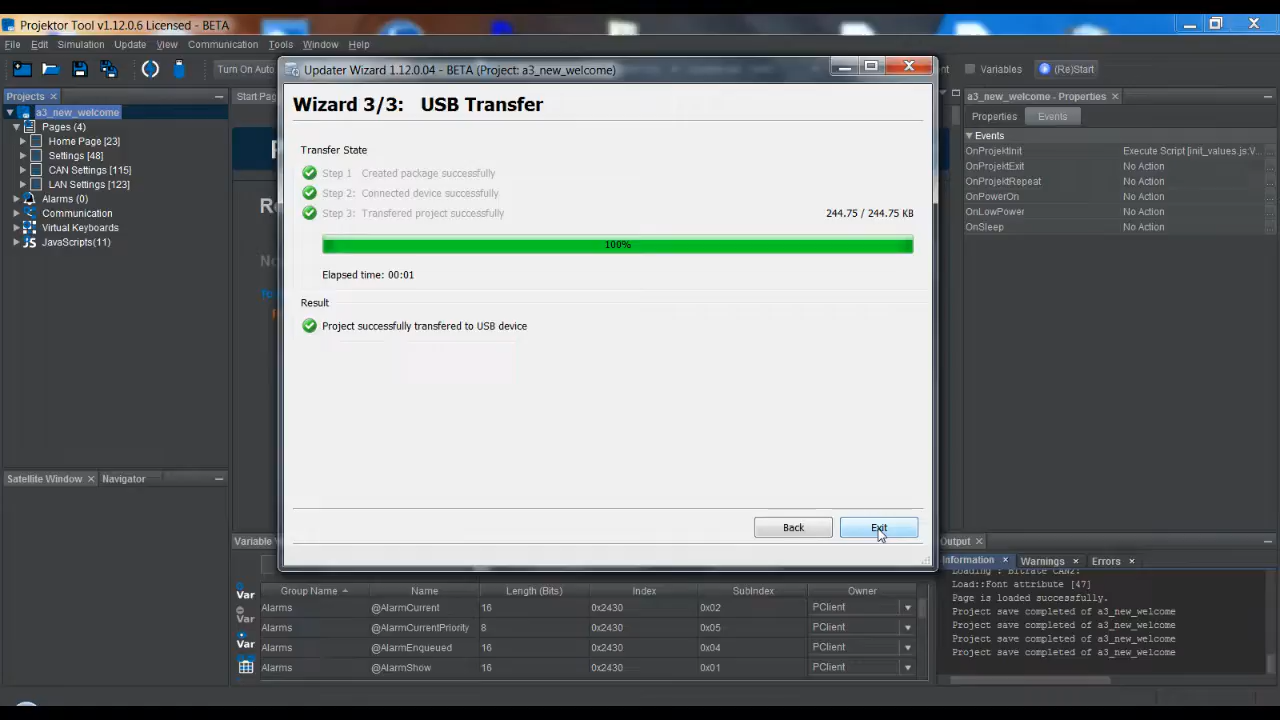 Projektor Tool v1.12.0.6 Licensed - BETA
File Edit Simulation Update View Communication Tools Window Help
Turn On Auto
Variables
(Re)Start
Updater Wizard 1.12.0.04 - BETA (Project: a3_new_welcome)
Wizard 3/3: USB Transfer
Transfer State
Step 1 Created package successfully
Step 2: Connected device successfully
Step 3: Transfered project successfully
244.75 / 244.75 KB
100%
Elapsed time: 00:01
Result
Project successfully transfered to USB device
Back
Exit
Projects
a3_new_welcome
Pages (4)
Home Page [23]
Settings [48]
CAN Settings [115]
LAN Settings [123]
Alarms (0)
Communication
Virtual Keyboards
JS JavaScripts(11)
Satellite Window
Navigator
Start Pag
a3_new_welcome - Properties
Properties
Events
Events
OnProjektInit Execute Script [init_values.js:V...
OnProjektExit No Action
OnProjektRepeat No Action
OnPowerOn No Action
OnLowPower No Action
OnSleep No Action
Variable V
Var
Var
Var
Group Name Name Length (Bits) Index SubIndex Owner
Alarms @AlarmCurrent 16 0x2430 0x02 PClient
Alarms @AlarmCurrentPriority 8 0x2430 0x05 PClient
Alarms @AlarmEnqueued 16 0x2430 0x04 PClient
Alarms @AlarmShow 16 0x2430 0x01 PClient
Output
Information
Warnings
Errors
Loading : Bitrate CAN2:
Load::Font attribute [47]
Page is loaded successfully.
Project save completed of a3_new_welcome
Project save completed of a3_new_welcome
Project save completed of a3_new_welcome
Project save completed of a3_new_welcome